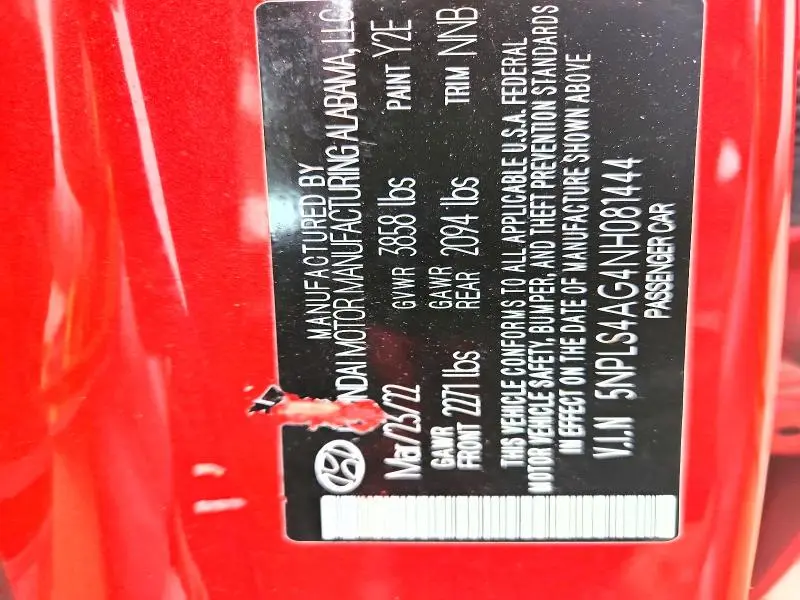 MANUFACTURED BY
NDAI MOTOR MANUFACTURING ALABAMA, LLC.
Mar/25/22 GVWR 3858 lbs PAINT Y2E
GAWR FRONT 2271 lbs GAWR REAR 2094 lbs TRIM NNB
THIS VEHICLE CONFORMS TO ALL APPLICABLE U.S.A. FEDERAL
MOTOR VEHICLE SAFETY, BUMPER, AND THEFT PREVENTION STANDARDS
IN EFFECT ON THE DATE OF MANUFACTURE SHOWN ABOVE
V.I.N 5NPLS4AG4NH081444
PASSENGER CAR